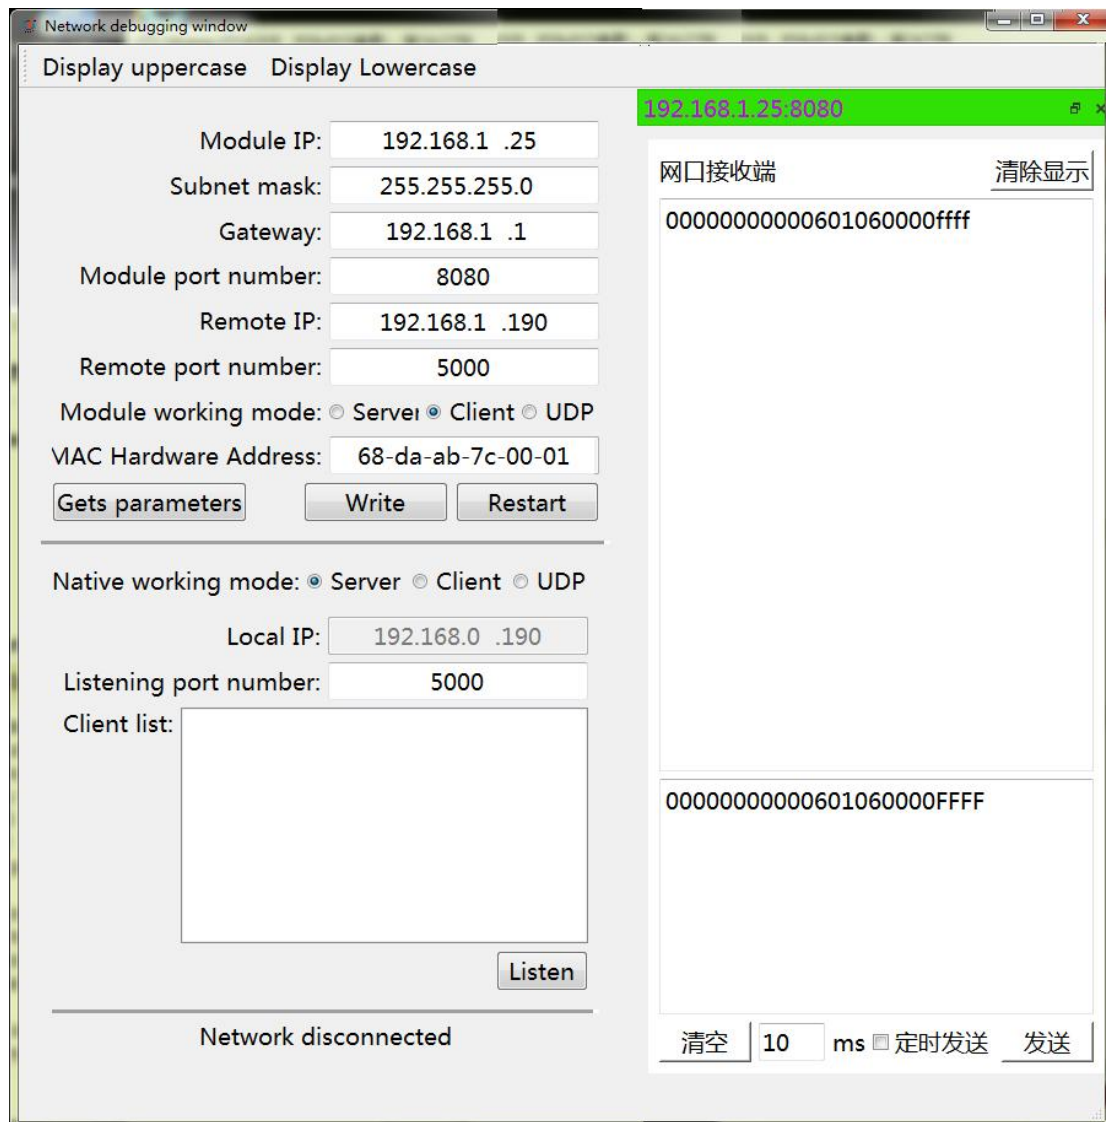 Network debugging window
Display uppercase Display Lowercase
Module IP: 192.168.1 .25
Subnet mask: 255.255.255.0
Gateway: 192.168.1 .1
Module port number: 8080
Remote IP: 192.168.1 .190
Remote port number: 5000
Module working mode: Server Client UDP
MAC Hardware Address: 68-da-ab-7c-00-01
Gets parameters Write Restart
Native working mode: Server Client UDP
Local IP: 192.168.0 .190
Listening port number: 5000
Client list:
Listen
Network disconnected
192.168.1.25:8080
网口接收端 清除显示
00000000000601060000ffff
00000000000601060000FFFF
清空 10 ms 定时发送 发送